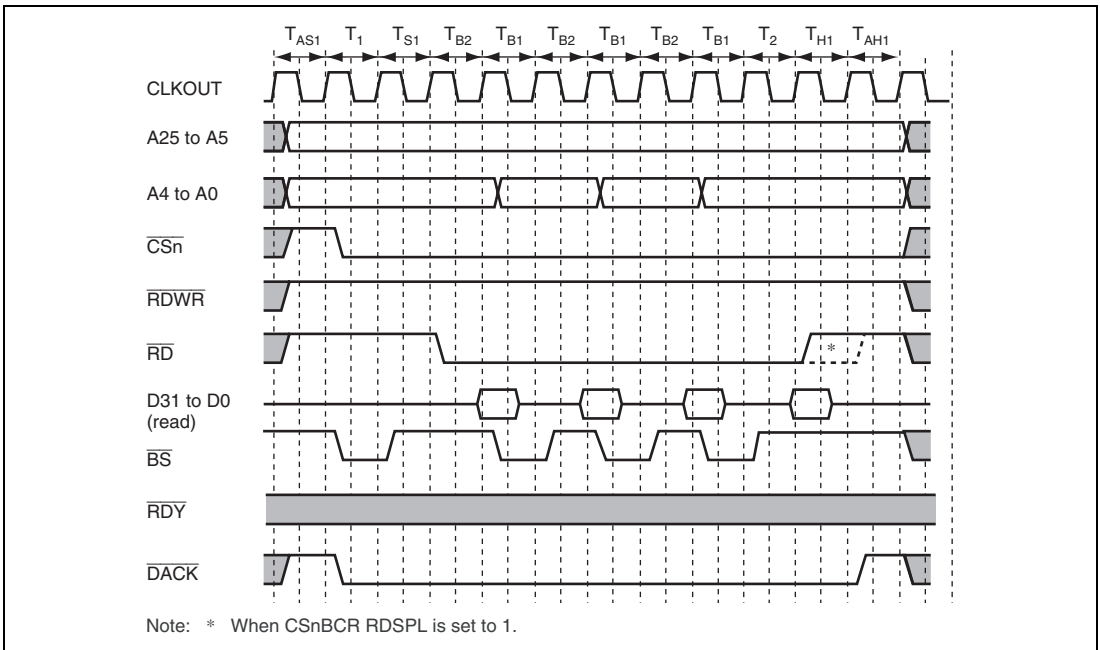 TAS1 T1 TS1 TB2 TB1 TB2 TB1 TB2 TB1 T2 TH1 TAH1
CLKOUT
A25 to A5
A4 to A0
CSn
RDWR
RD
*
D31 to D0
(read)
BS
RDY
DACK
Note: * When CSnBCR RDSPL is set to 1.